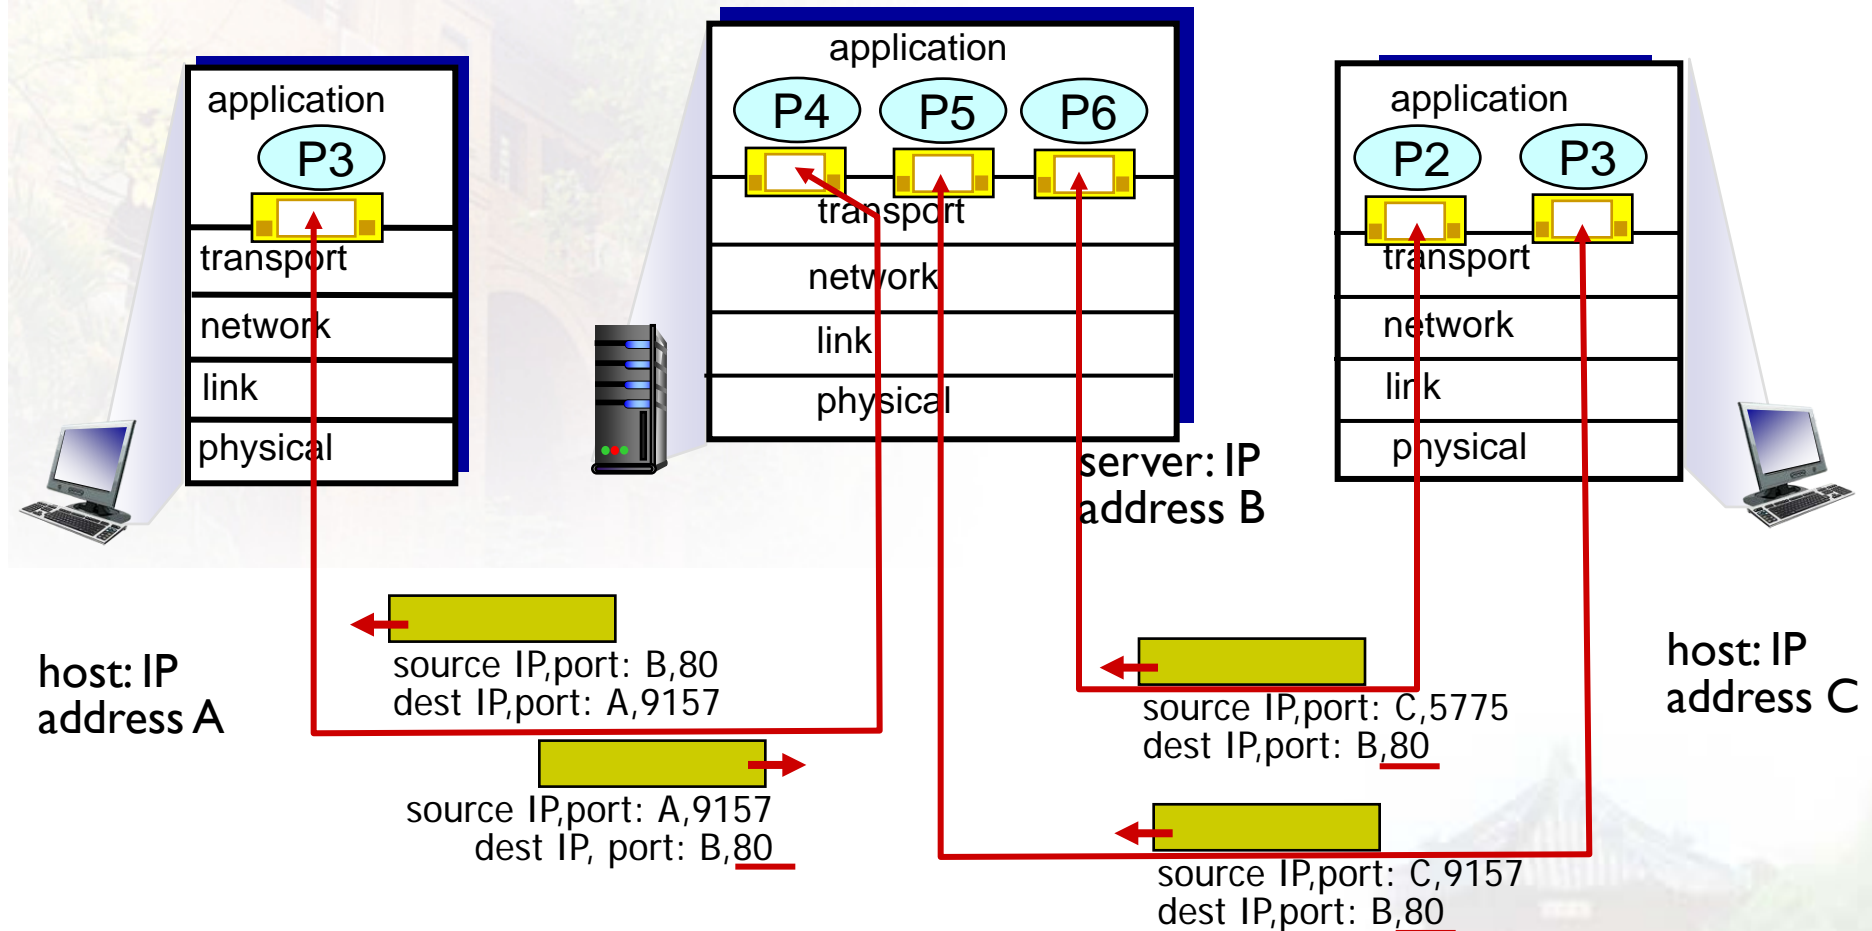 application
P3
transport
network
link
physical
host: IP
address A
application
P4 P5 P6
transport
network
link
physical
server: IP
address B
application
P2 P3
transport
network
link
physical
host: IP
address C
source IP,port: B,80
dest IP,port: A,9157
source IP,port: A,9157
dest IP, port: B,80
source IP,port: C,5775
dest IP,port: B,80
source IP,port: C,9157
dest IP,port: B,80